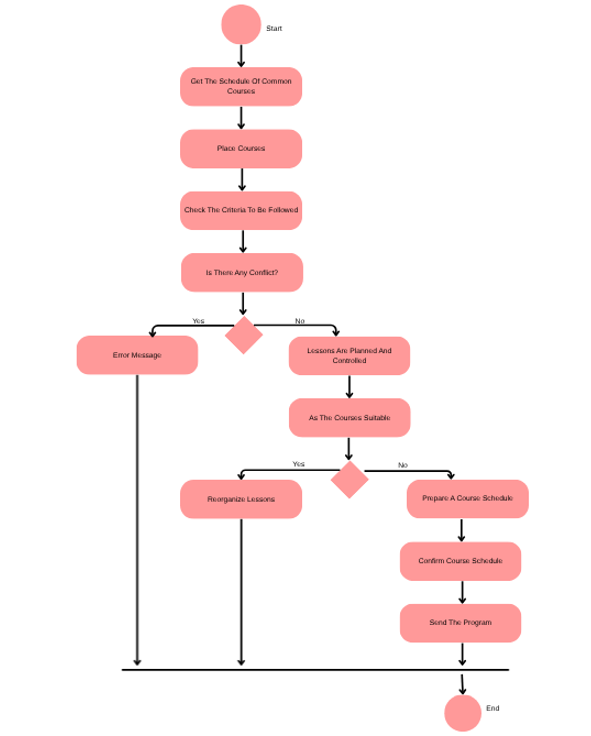 Start
Get The Schedule Of Common
Courses
Place Courses
Check The Criteria To Be Followed
Is There Any Conflict?
Yes
No
Error Message
Lessons Are Planned And
Controlled
As The Courses Suitable
Yes
No
Reorganize Lessons
Prepare A Course Schedule
Confirm Course Schedule
Send The Program
End